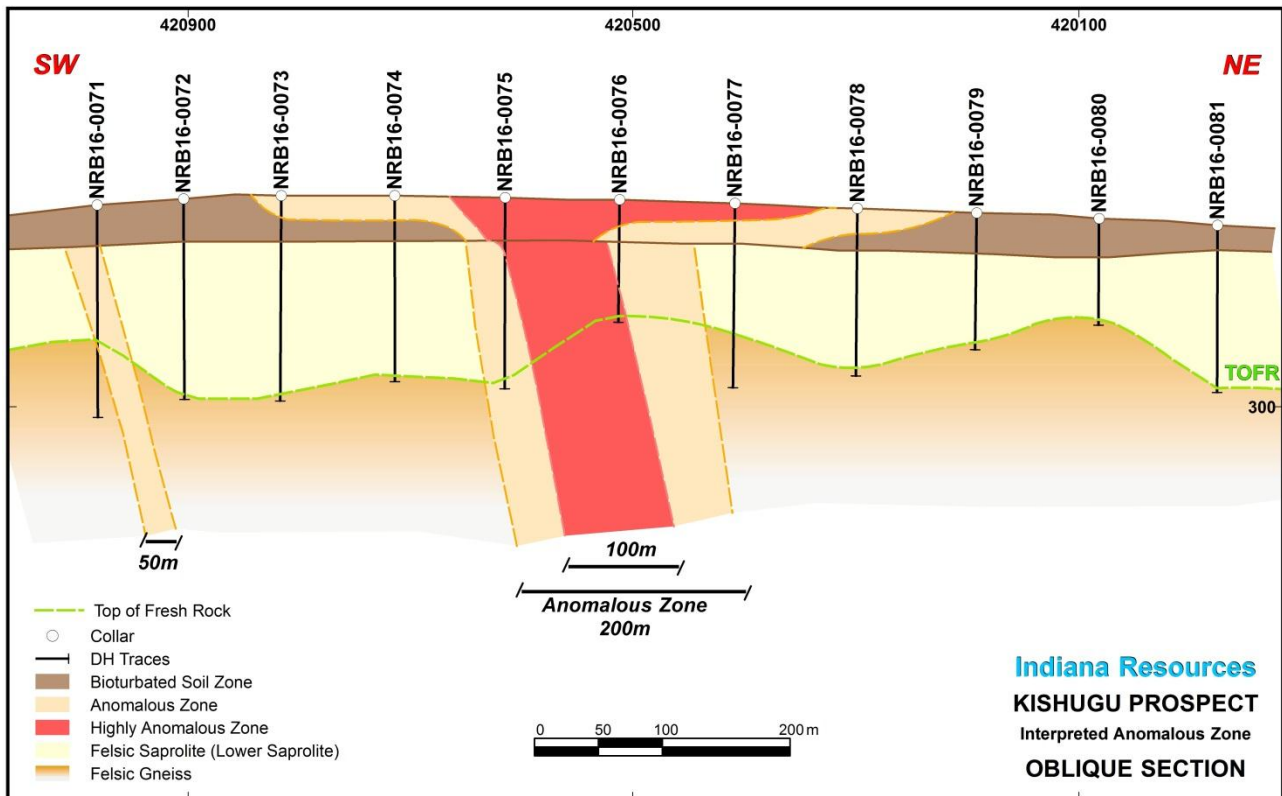 420900
420500
420100
SW
NE
NRB16-0071
NRB16-0072
NRB16-0073
NRB16-0074
NRB16-0075
NRB16-0076
NRB16-0077
NRB16-0078
NRB16-0079
NRB16-0080
NRB16-0081
TOFR
300
50m
100m
Anomalous Zone
200m
Top of Fresh Rock
Collar
DH Traces
Bioturbated Soil Zone
Anomalous Zone
Highly Anomalous Zone
Felsic Saprolite (Lower Saprolite)
Felsic Gneiss
0 50 100 200 m
Indiana Resources
KISHUGU PROSPECT
Interpreted Anomalous Zone
OBLIQUE SECTION